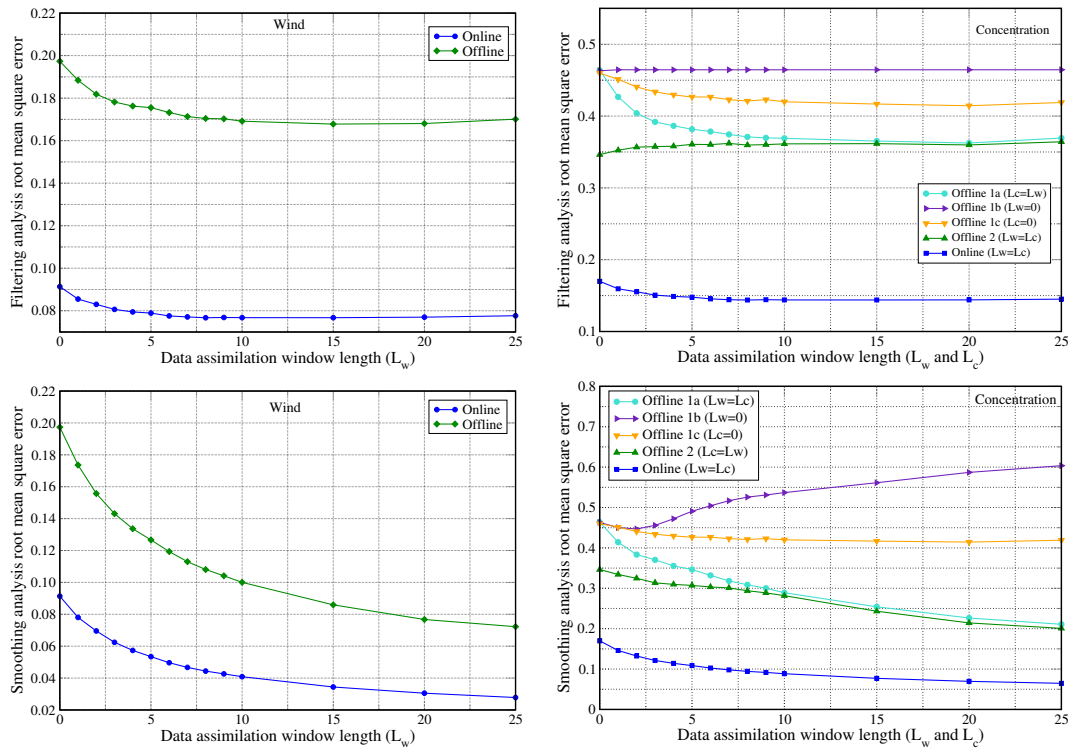 Wind
Online
Offline
0.22
0.20
0.18
0.16
0.14
0.12
0.10
0.08
Filtering analysis root mean square error
0 5 10 15 20 25
Data assimilation window length (L_w)
Concentration
0.5
0.4
0.3
0.2
0.1
Filtering analysis root mean square error
Offline 1a (Lc=Lw)
Offline 1b (Lw=0)
Offline 1c (Lc=0)
Offline 2 (Lw=Lc)
Online (Lw=Lc)
0 5 10 15 20 25
Data assimilation window length (L_w and L_c)
Wind
Online
Offline
0.20
0.18
0.16
0.14
0.12
0.10
0.08
0.06
0.04
0.02
Smoothing analysis root mean square error
0 5 10 15 20 25
Data assimilation window length (L_w)
Concentration
Offline 1a (Lw=Lc)
Offline 1b (Lw=0)
Offline 1c (Lc=0)
Offline 2 (Lc=Lw)
Online (Lw=Lc)
0.8
0.7
0.6
0.5
0.4
0.3
0.2
0.1
0
Smoothing analysis root mean square error
0 5 10 15 20 25
Data assimilation window length (L_w and L_c)